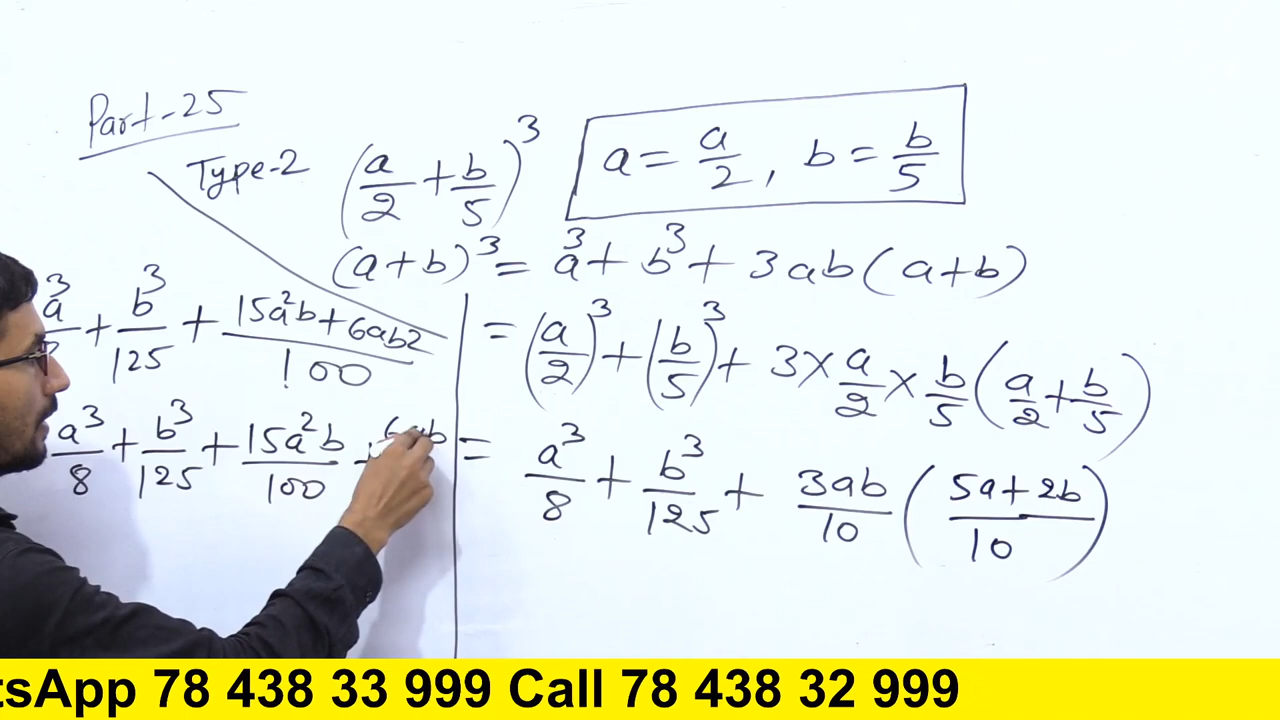 Part-25
Type-2 (a/2 + b/5)³
a = a/2, b = b/5
(a+b)³ = a³ + b³ + 3ab(a+b)
= (a/2)³ + (b/5)³ + 3 × a/2 × b/5 (a/2 + b/5)
= a³/8 + b³/125 + 3ab/10 (5a+2b/10)
a³/ + b³/125 + 15a²b+6ab2/100
a³/8 + b³/125 + 15a²b/100 + 6ab
tsApp 78 438 33 999 Call 78 438 32 999